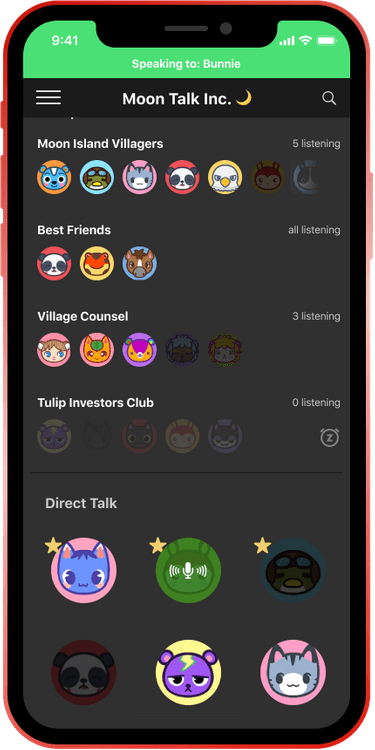 9:41
Speaking to: Bunnie
Moon Talk Inc. 🌙
Moon Island Villagers
5 listening
Best Friends
all listening
Village Counsel
3 listening
Tulip Investors Club
0 listening
z
Direct Talk